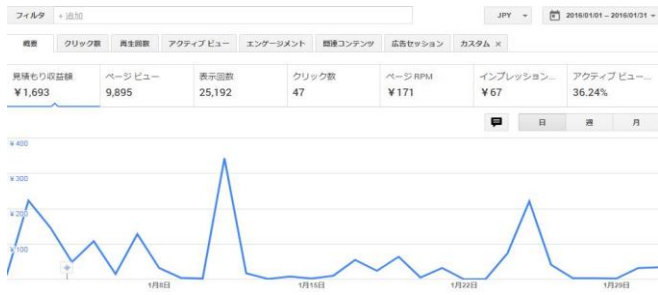 フィルタ + 追加 JPY 2016/01/01 – 2016/01/31
概要 クリック数 再生回数 アクティブ ビュー エンゲージメント 関連コンテンツ 広告セッション カスタム ×
見積もり収益額 ページ ビュー 表示回数 クリック数 ページ RPM インプレッション... アクティブ ビュー...
¥1,693 9,895 25,192 47 ¥171 ¥67 36.24%
日 週 月
¥400
¥300
¥200
¥100
1月8日 1月15日 1月22日 1月29日